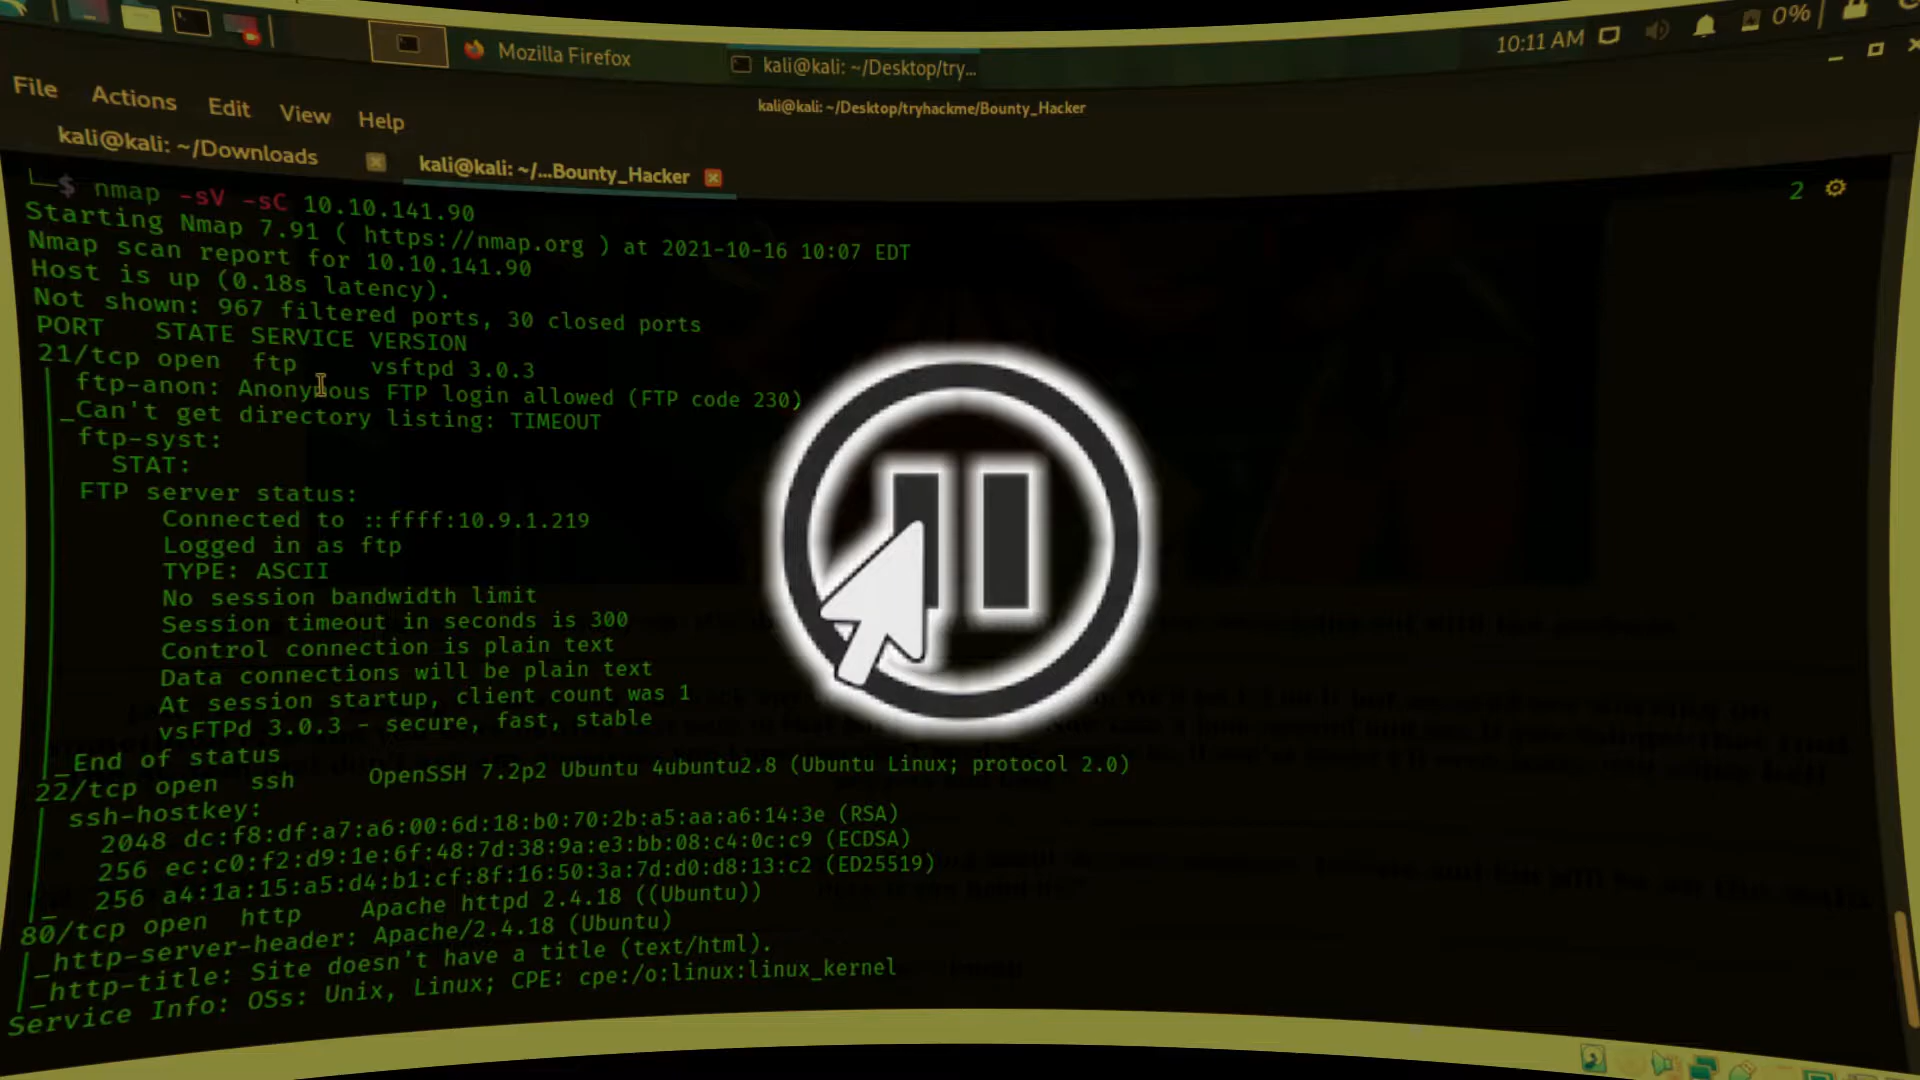 Mozilla Firefox
kali@kali: ~/Desktop/try...
10:11 AM
0%
File Actions Edit View Help
kali@kali: ~/Desktop/tryhackme/Bounty_Hacker
kali@kali: ~/Downloads
kali@kali: ~/...Bounty_Hacker
2
$ nmap -sV -sC 10.10.141.90
Starting Nmap 7.91 ( https://nmap.org ) at 2021-10-16 10:07 EDT
Nmap scan report for 10.10.141.90
Host is up (0.18s latency).
Not shown: 967 filtered ports, 30 closed ports
PORT STATE SERVICE VERSION
21/tcp open ftp vsftpd 3.0.3
| ftp-anon: Anonymous FTP login allowed (FTP code 230)
|_Can't get directory listing: TIMEOUT
| ftp-syst:
| STAT:
| FTP server status:
| Connected to ::ffff:10.9.1.219
| Logged in as ftp
| TYPE: ASCII
| No session bandwidth limit
| Session timeout in seconds is 300
| Control connection is plain text
| Data connections will be plain text
| At session startup, client count was 1
| vsFTPd 3.0.3 - secure, fast, stable
|_End of status
22/tcp open ssh OpenSSH 7.2p2 Ubuntu 4ubuntu2.8 (Ubuntu Linux; protocol 2.0)
| ssh-hostkey:
| 2048 dc:f8:df:a7:a6:00:6d:18:b0:70:2b:a5:aa:a6:14:3e (RSA)
| 256 ec:c0:f2:d9:1e:6f:48:7d:38:9a:e3:bb:08:c4:0c:c9 (ECDSA)
|_ 256 a4:1a:15:a5:d4:b1:cf:8f:16:50:3a:7d:d0:d8:13:c2 (ED25519)
80/tcp open http Apache httpd 2.4.18 ((Ubuntu))
|_http-server-header: Apache/2.4.18 (Ubuntu)
|_http-title: Site doesn't have a title (text/html).
Service Info: OSs: Unix, Linux; CPE: cpe:/o:linux:linux_kernel